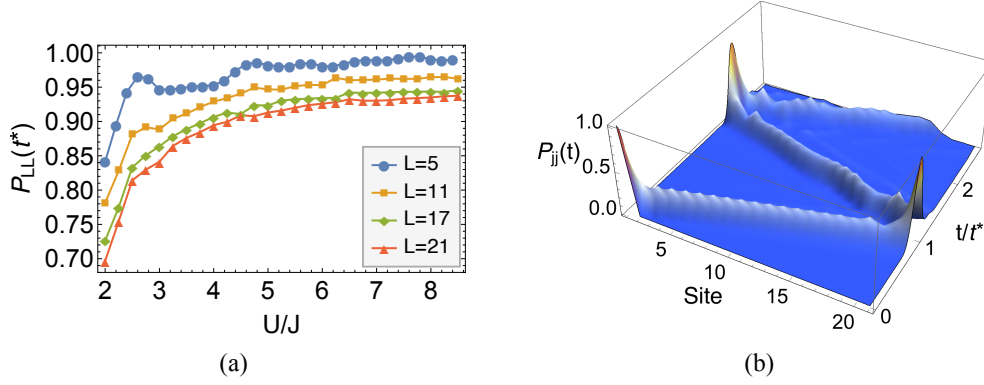 P_LL(t*)
1.00
0.95
0.90
0.85
0.80
0.75
0.70
2 3 4 5 6 7 8
U/J
L=5
L=11
L=17
L=21
(a)
P_jj(t)
1.0
0.5
0.0
5 10 15 20
Site
0 1 2
t/t*
(b)